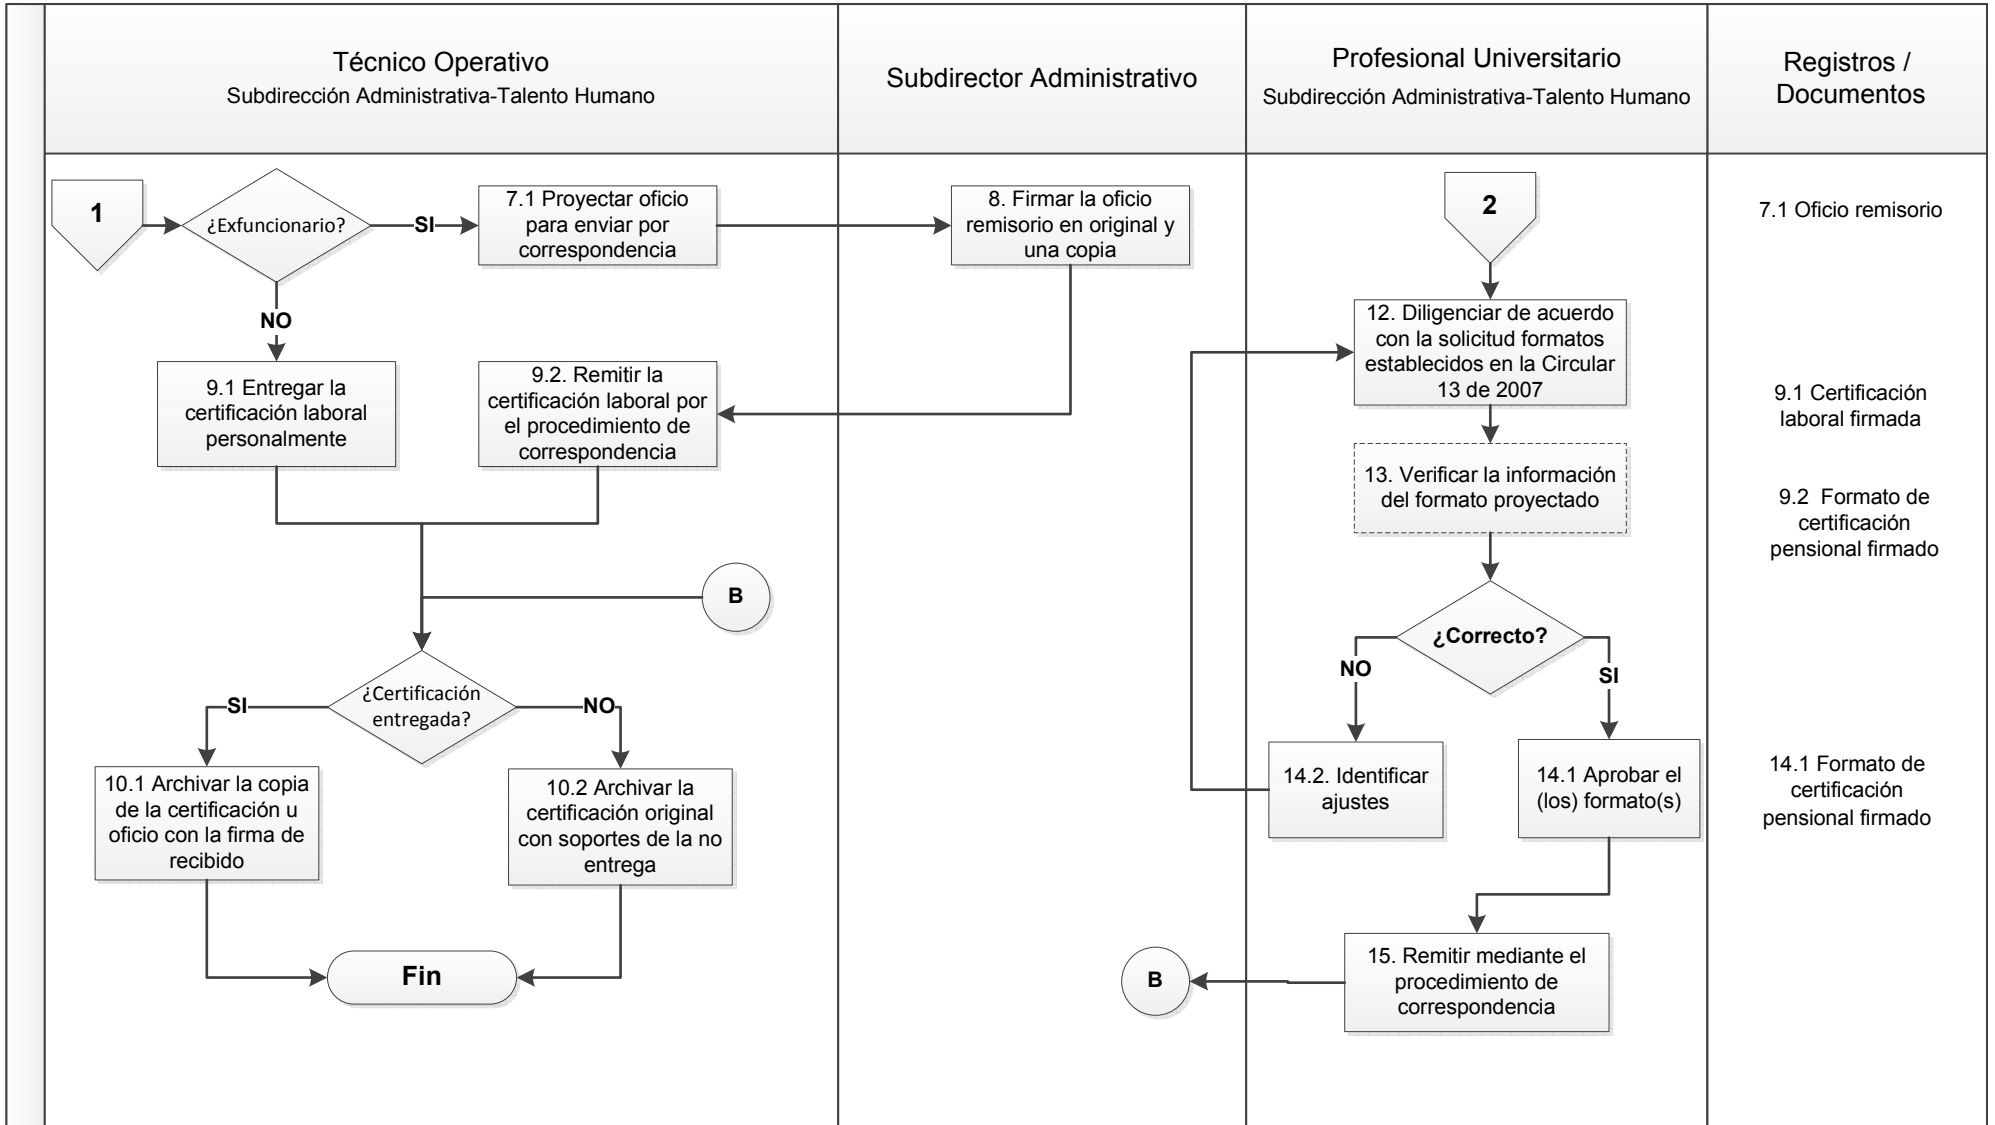 Técnico Operativo
Subdirección Administrativa-Talento Humano
Subdirector Administrativo
Profesional Universitario
Subdirección Administrativa-Talento Humano
Registros /
Documentos
1
¿Exfuncionario?
SI
7.1 Proyectar oficio
para enviar por
correspondencia
8. Firmar la oficio
remisorio en original y
una copia
2
7.1 Oficio remisorio
NO
9.1 Entregar la
certificación laboral
personalmente
9.2. Remitir la
certificación laboral por
el procedimiento de
correspondencia
12. Diligenciar de acuerdo
con la solicitud formatos
establecidos en la Circular
13 de 2007
9.1 Certificación
laboral firmada
13. Verificar la información
del formato proyectado
9.2 Formato de
certificación
pensional firmado
B
¿Correcto?
NO
SI
¿Certificación
entregada?
SI
NO
10.1 Archivar la copia
de la certificación u
oficio con la firma de
recibido
10.2 Archivar la
certificación original
con soportes de la no
entrega
14.2. Identificar
ajustes
14.1 Aprobar el
(los) formato(s)
14.1 Formato de
certificación
pensional firmado
Fin
B
15. Remitir mediante el
procedimiento de
correspondencia